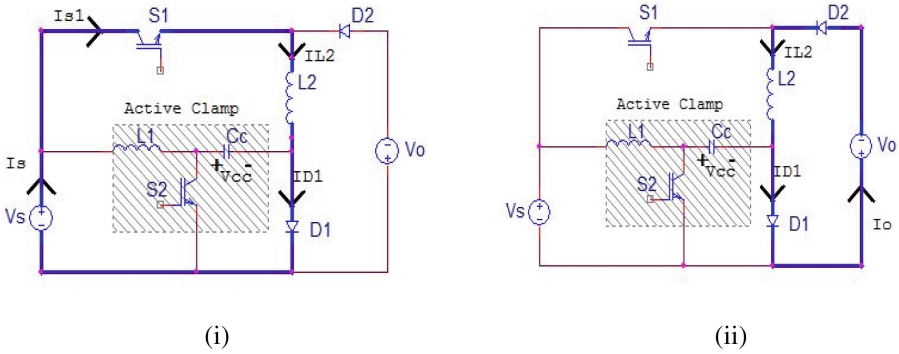 Is1 S1 D2
IL2
L2
Active Clamp
L1 Cc
+ -
Vcc
Is S2 ID1 Vo
Vs D1
(i)
S1 D2
IL2
L2
Active Clamp
L1 Cc
+ -
Vcc
S2 ID1 Vo
Vs D1 Io
(ii)